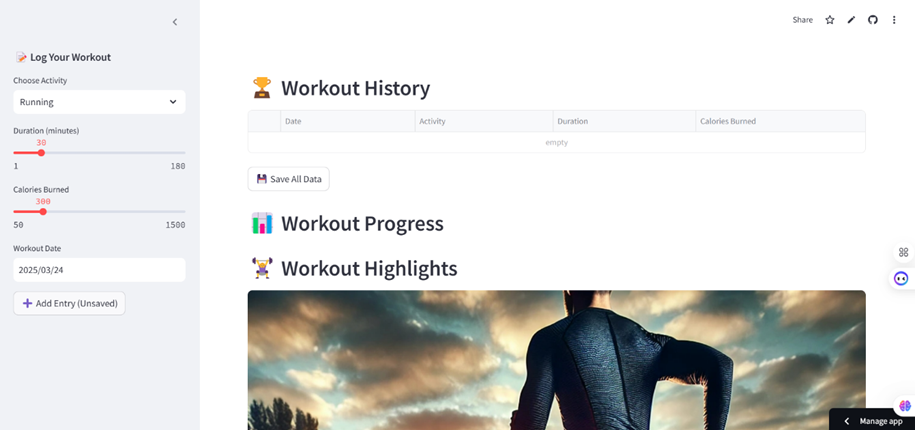 Share
Log Your Workout
Choose Activity
Running
Duration (minutes)
30
1 180
Calories Burned
300
50 1500
Workout Date
2025/03/24
Add Entry (Unsaved)
Workout History
Date Activity Duration Calories Burned
empty
Save All Data
Workout Progress
Workout Highlights
Manage app